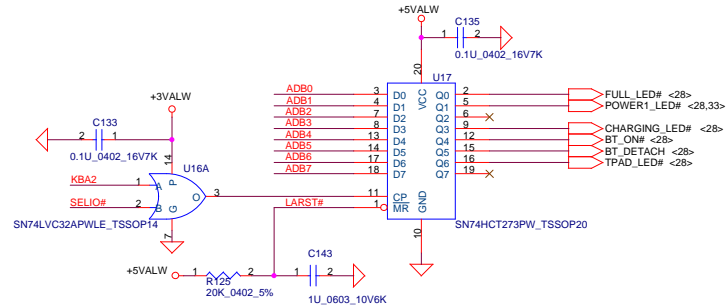 +5VALW
C135
1 2
0.1U_0402_16V7K
20
U17
VCC
ADB0 3 D0 Q0 2 FULL_LED# <28>
ADB1 4 D1 Q1 5 POWER1_LED# <28,33>
ADB2 7 D2 Q2 6
ADB3 8 D3 Q3 9 CHARGING_LED# <28>
ADB4 13 D4 Q4 12 BT_ON# <28>
ADB5 14 D5 Q5 15 BT_DETACH <28>
ADB6 17 D6 Q6 16 TPAD_LED# <28>
ADB7 18 D7 Q7 19
+3VALW
C133
2 1
0.1U_0402_16V7K
14
U16A
KBA2 1 A P O 3 11 CP
SELIO# 2 B G LARST# 1 MR GND
7
10
SN74LVC32APWLE_TSSOP14
SN74HCT273PW_TSSOP20
+5VALW 1 2 1 2
R125
20K_0402_5%
C143
1U_0603_10V6K